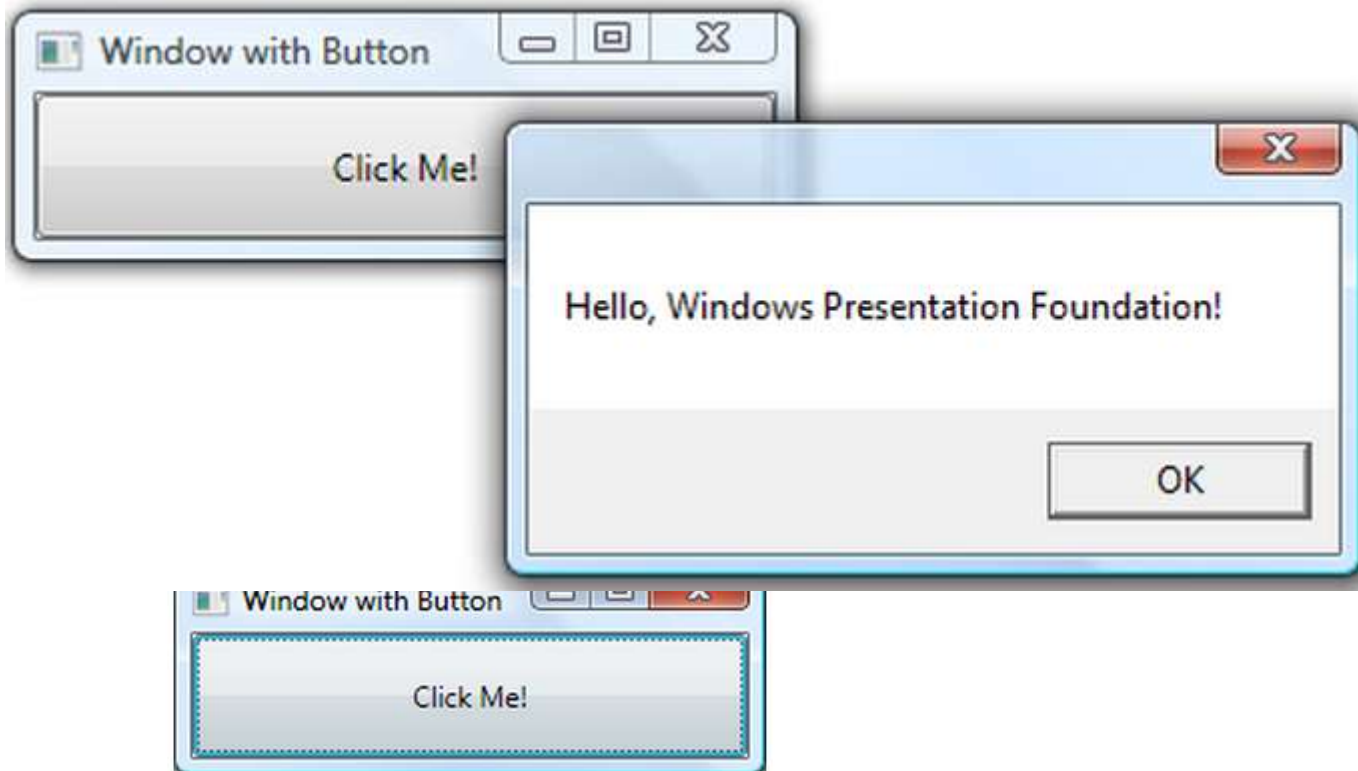 Window with Button
Click Me!
Hello, Windows Presentation Foundation!
OK
Window with Button
Click Me!